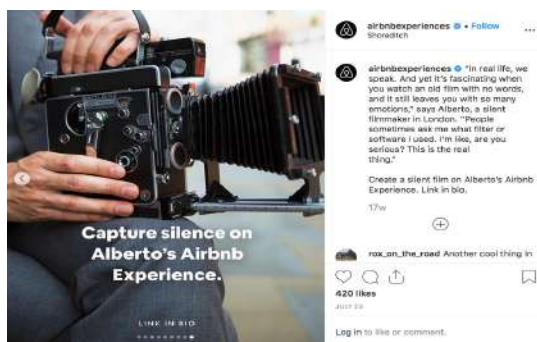 Capture silence on
Alberto's Airbnb
Experience.
LINK IN BIO
airbnbexperiences • Follow
Shoreditch
airbnbexperiences "In real life, we
speak. And yet it's fascinating when
you watch an old film with no words,
and it still leaves you with so many
emotions," says Alberto, a silent
filmmaker in London. "People
sometimes ask me what filter or
software I used. I'm like, are you
serious? This is the real
thing."
Create a silent film on Alberto's Airbnb
Experience. Link in bio.
17w
rox_on_the_road Another cool thing in
420 likes
Log in to like or comment.